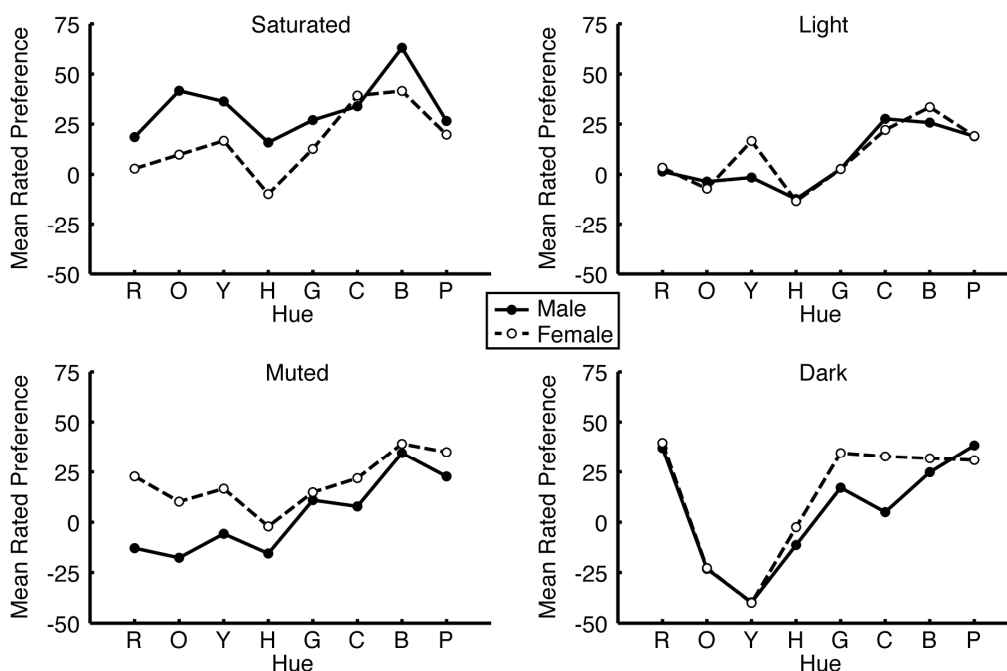 Saturated
Mean Rated Preference
75
50
25
0
-25
-50
R O Y H G C B P
Hue
Light
Mean Rated Preference
75
50
25
0
-25
-50
R O Y H G C B P
Hue
Male
Female
Muted
Mean Rated Preference
75
50
25
0
-25
-50
R O Y H G C B P
Hue
Dark
Mean Rated Preference
75
50
25
0
-25
-50
R O Y H G C B P
Hue